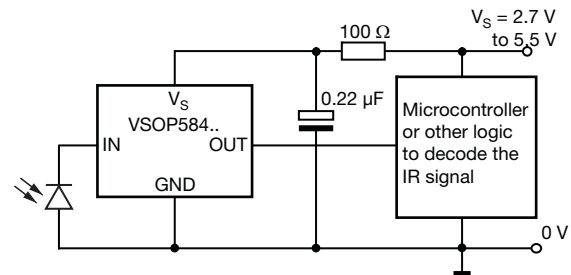 100 Ω
V_S = 2.7 V
to 5.5 V
V_S
VSOP584..
IN
OUT
GND
0.22 µF
Microcontroller
or other logic
to decode the
IR signal
0 V